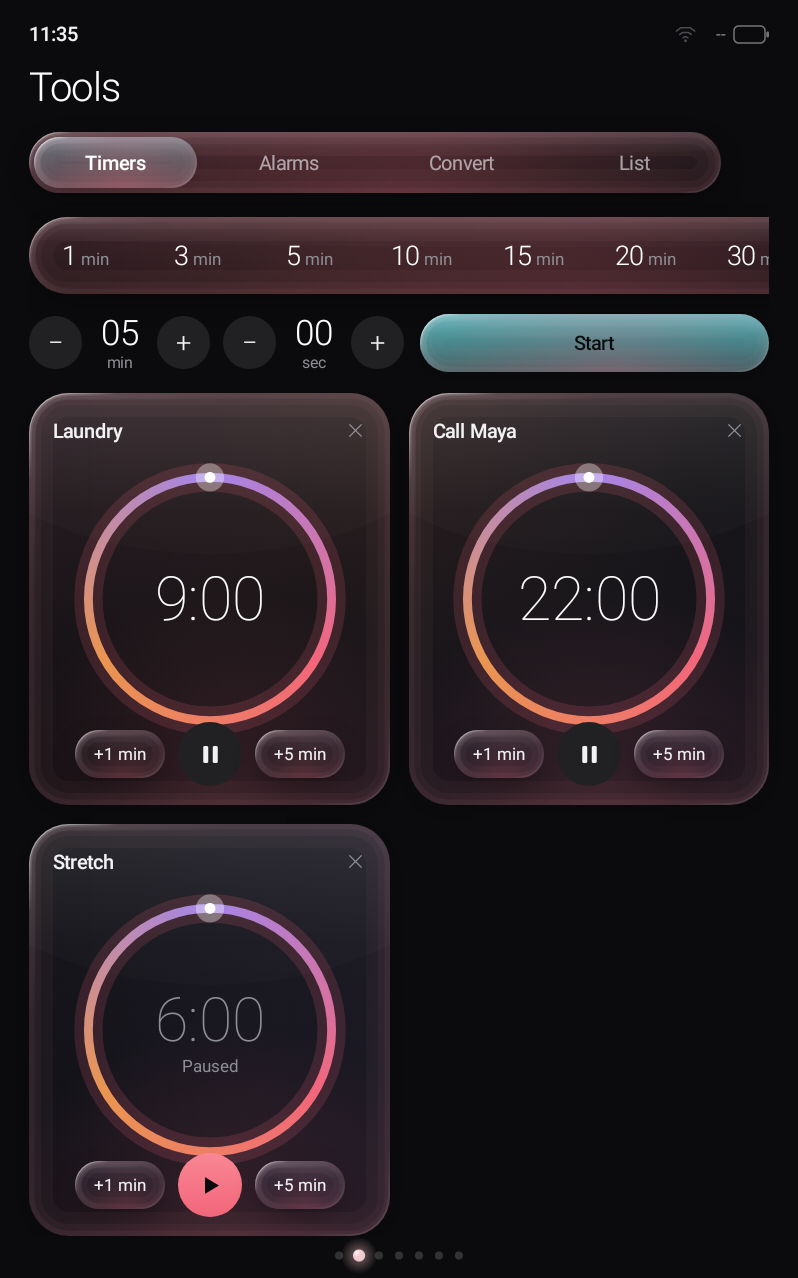 11:35 --
Tools
Timers Alarms Convert List
1 min 3 min 5 min 10 min 15 min 20 min 30
− 05 min + − 00 sec + Start
Laundry
9:00
+1 min +5 min
Call Maya
22:00
+1 min +5 min
Stretch
6:00
Paused
+1 min +5 min